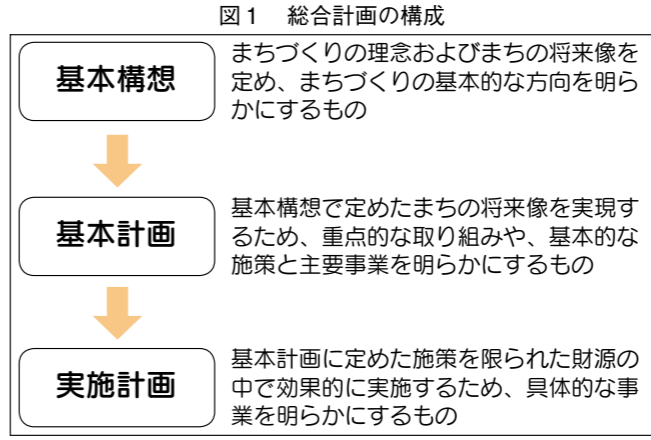 図1　総合計画の構成
基本構想
まちづくりの理念およびまちの将来像を
定め、まちづくりの基本的な方向を明ら
かにするもの
基本計画
基本構想で定めたまちの将来像を実現す
るため、重点的な取り組みや、基本的な
施策と主要事業を明らかにするもの
実施計画
基本計画に定めた施策を限られた財源の
中で効果的に実施するため、具体的な事
業を明らかにするもの